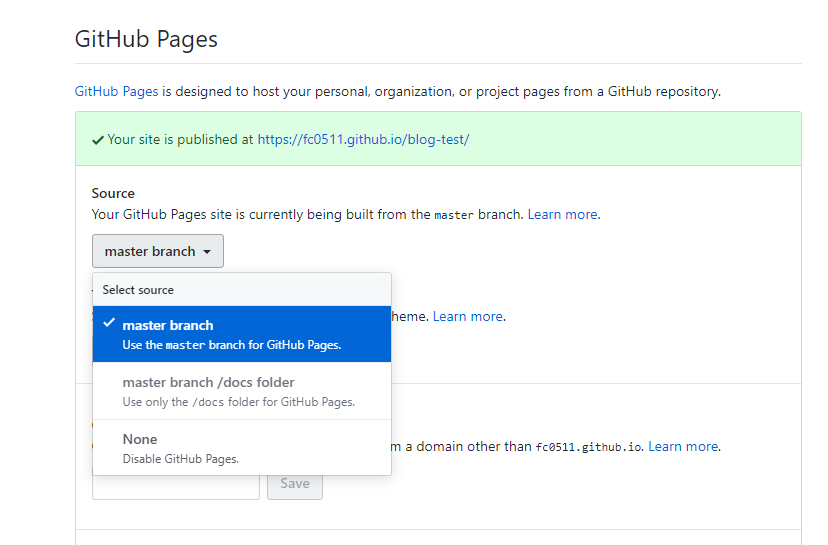 GitHub Pages
GitHub Pages is designed to host your personal, organization, or project pages from a GitHub repository.
Your site is published at https://fc0511.github.io/blog-test/
Source
Your GitHub Pages site is currently being built from the master branch. Learn more.
master branch
Select source
heme. Learn more.
master branch
Use the master branch for GitHub Pages.
master branch /docs folder
Use only the /docs folder for GitHub Pages.
None
Disable GitHub Pages.
m a domain other than fc0511.github.io. Learn more.
Save